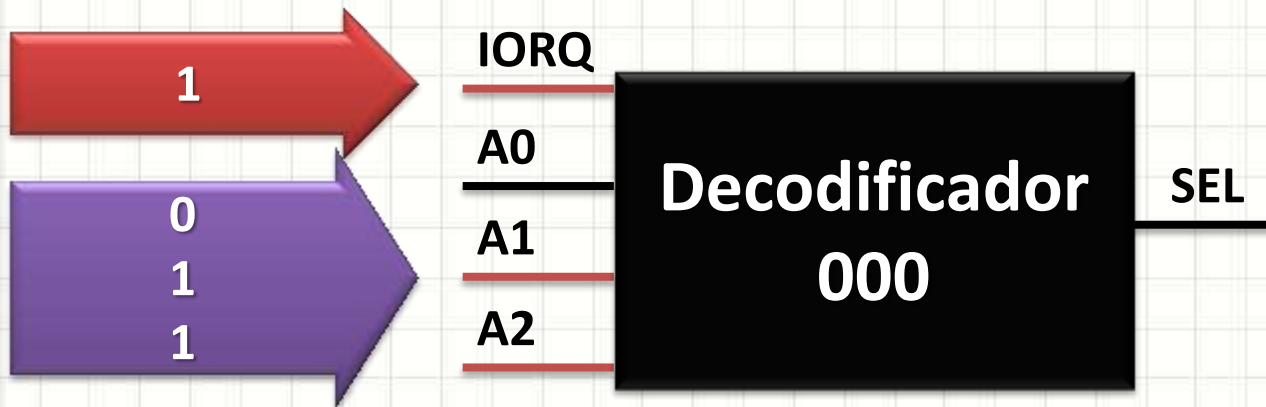 1
0
1
1
IORQ
A0
A1
A2
Decodificador
000
SEL